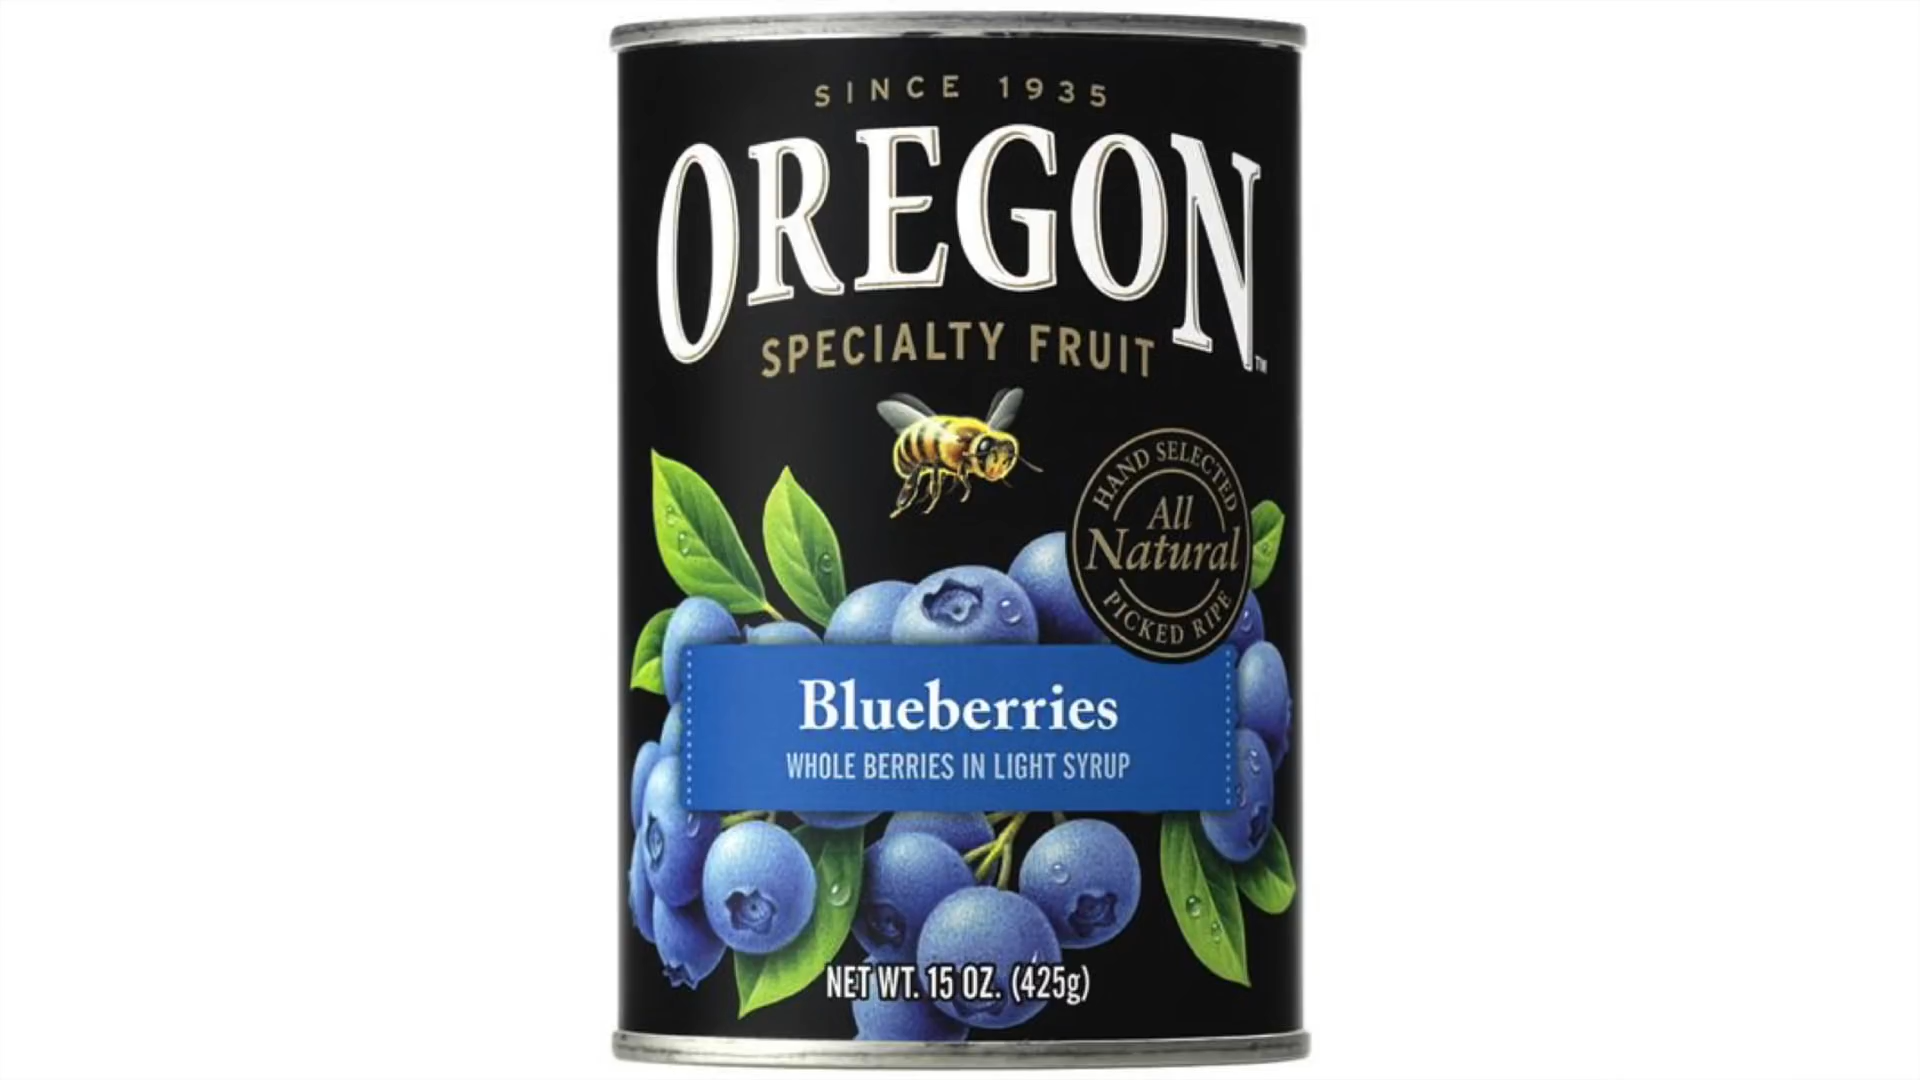 SINCE 1935
OREGON™
SPECIALTY FRUIT
HAND SELECTED
All
Natural
PICKED RIPE
Blueberries
WHOLE BERRIES IN LIGHT SYRUP
NET WT. 15 OZ. (425g)